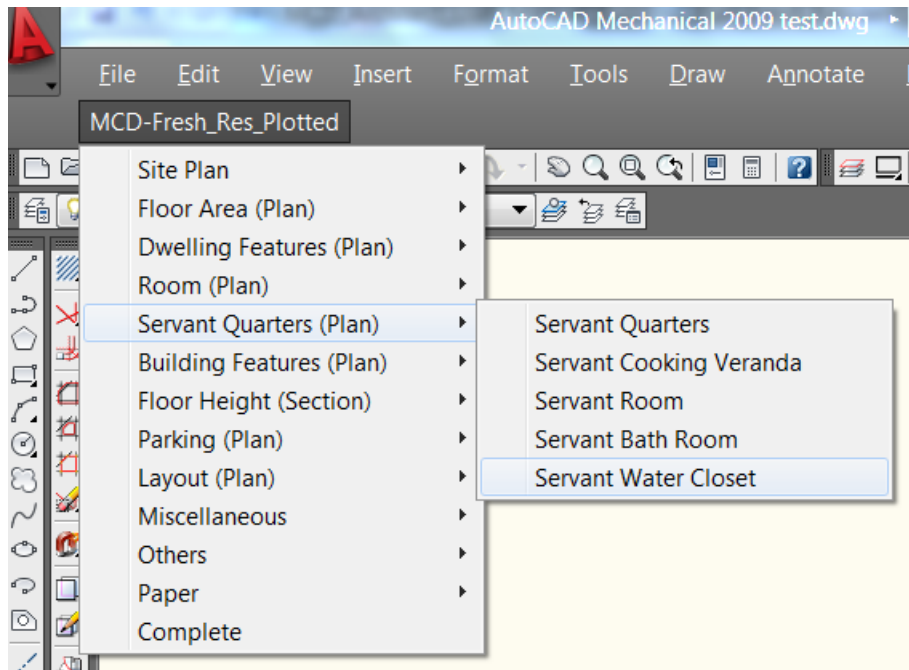 AutoCAD Mechanical 2009 test.dwg
File Edit View Insert Format Tools Draw Annotate
MCD-Fresh_Res_Plotted
Site Plan
Floor Area (Plan)
Dwelling Features (Plan)
Room (Plan)
Servant Quarters (Plan)
Building Features (Plan)
Floor Height (Section)
Parking (Plan)
Layout (Plan)
Miscellaneous
Others
Paper
Complete
Servant Quarters
Servant Cooking Veranda
Servant Room
Servant Bath Room
Servant Water Closet